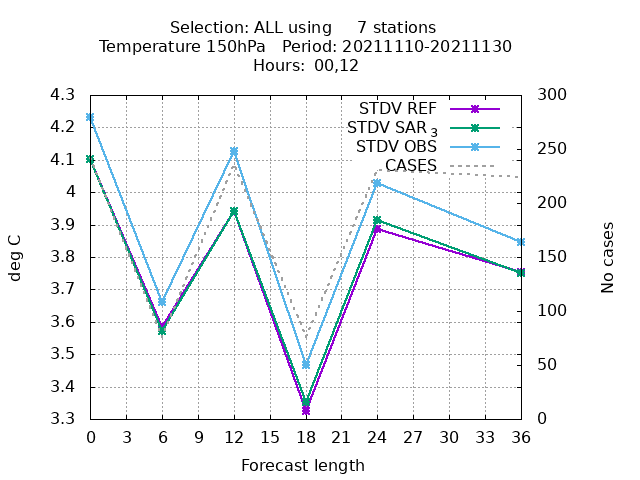 Selection: ALL using     7 stations
Temperature 150hPa   Period: 20211110-20211130
Hours:  00,12
STDV REF
STDV SAR 3
STDV OBS
CASES
4.3
4.2
4.1
4
3.9
3.8
3.7
3.6
3.5
3.4
3.3
deg C
300
250
200
150
100
50
0
No cases
0 3 6 9 12 15 18 21 24 27 30 33 36
Forecast length